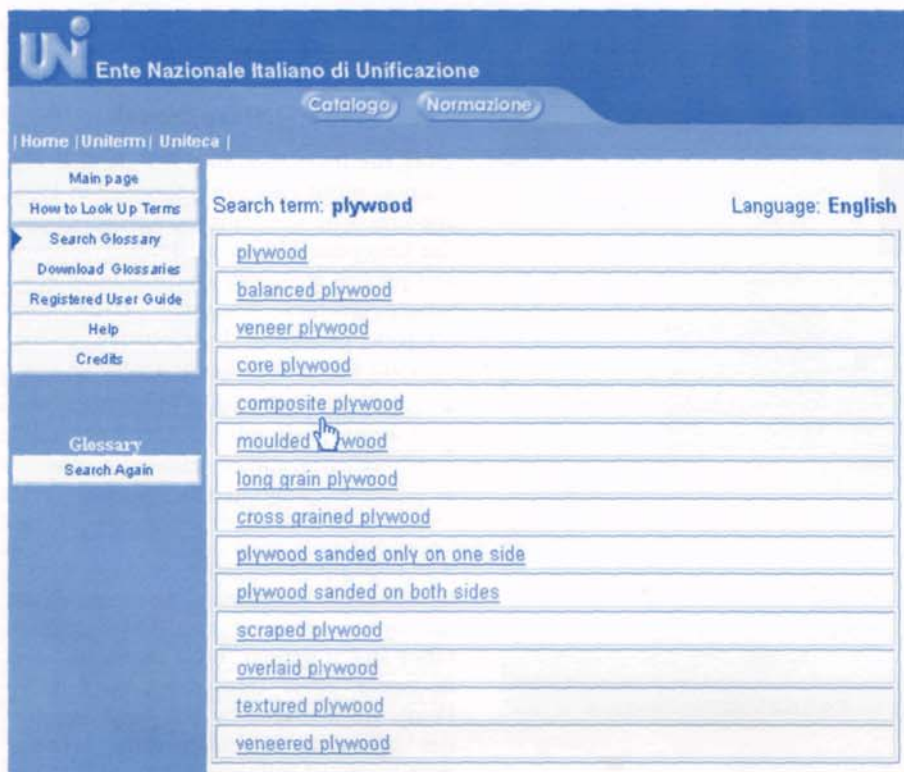 UNi
Ente Nazionale Italiano di Unificazione
Catalogo Normazione
| Home | Uniterm | Uniteca |
Main page
How to Look Up Terms
Search Glossary
Download Glossaries
Registered User Guide
Help
Credits
Glossary
Search Again
Search term: plywood Language: English
plywood
balanced plywood
veneer plywood
core plywood
composite plywood
moulded wood
long grain plywood
cross grained plywood
plywood sanded only on one side
plywood sanded on both sides
scraped plywood
overlaid plywood
textured plywood
veneered plywood